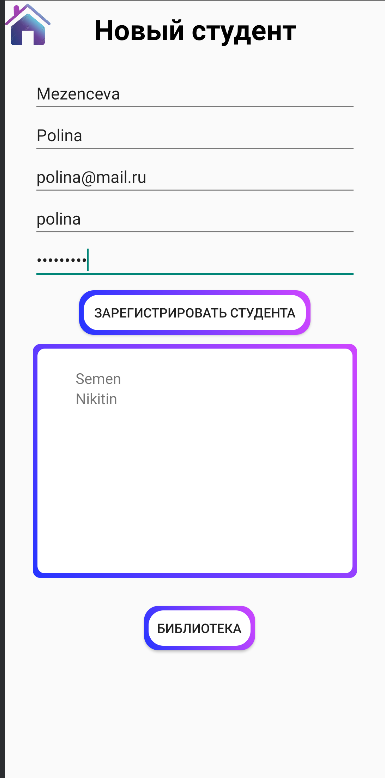 Новый студент
Mezenceva
Polina
polina@mail.ru
polina
•••••••••
ЗАРЕГИСТРИРОВАТЬ СТУДЕНТА
Semen
Nikitin
БИБЛИОТЕКА